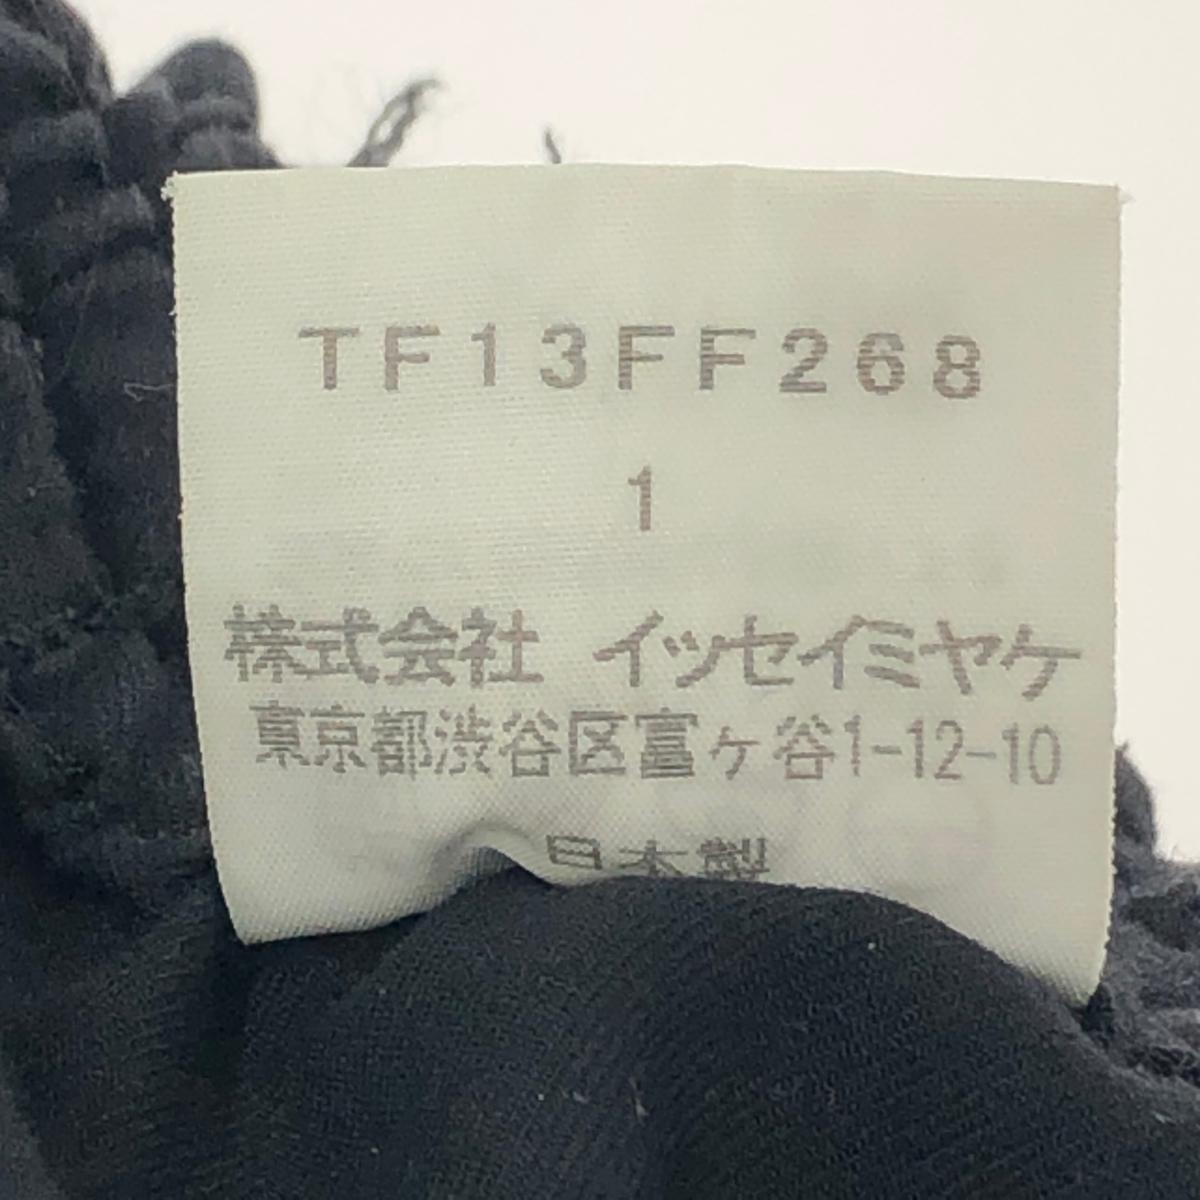 TF13FF268
1
株式会社 イッセイミヤケ
東京都渋谷区富ヶ谷1-12-10
日本製